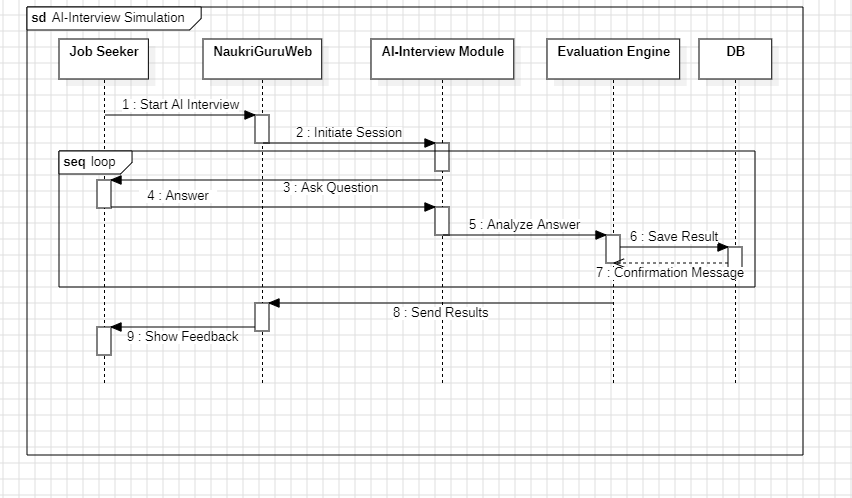 sd AI-Interview Simulation
Job Seeker
NaukriGuruWeb
AI-Interview Module
Evaluation Engine
DB
1 : Start AI Interview
2 : Initiate Session
seq loop
3 : Ask Question
4 : Answer
5 : Analyze Answer
6 : Save Result
7 : Confirmation Message
8 : Send Results
9 : Show Feedback